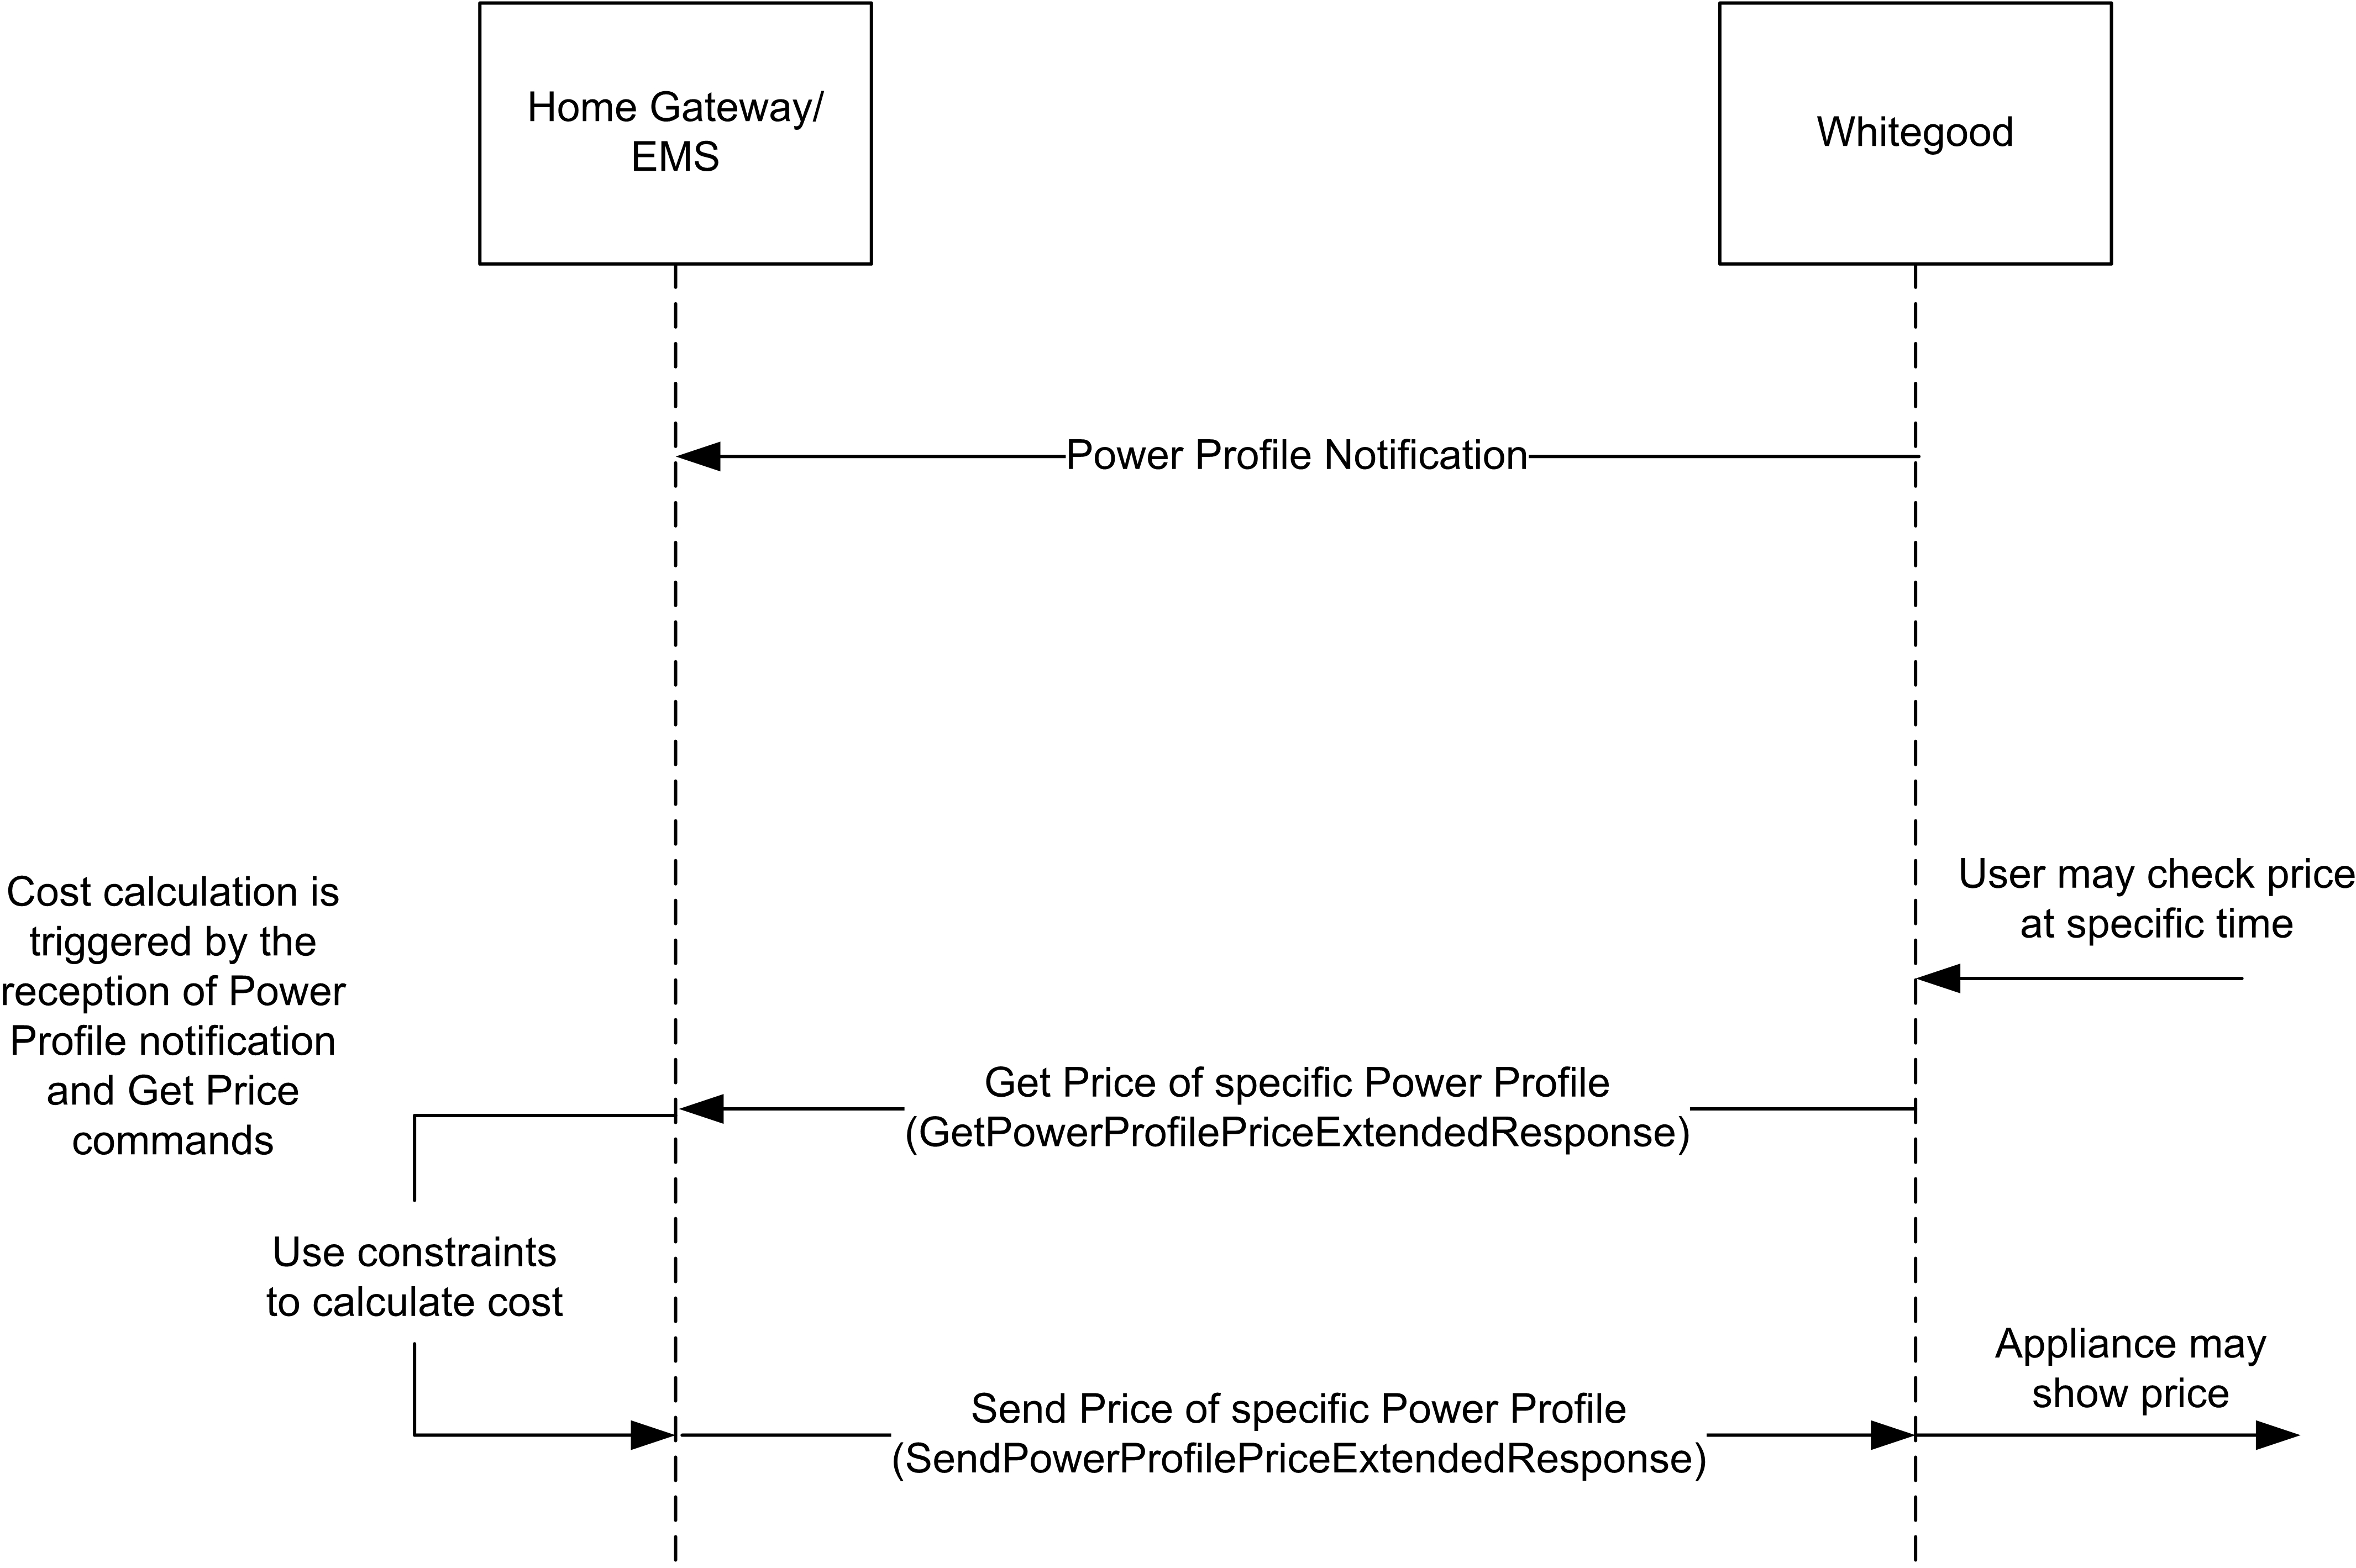 Home Gateway/
EMS
Whitegood
Power Profile Notification
User may check price
at specific time
Cost calculation is
triggered by the
reception of Power
Profile notification
and Get Price
commands
Get Price of specific Power Profile
(GetPowerProfilePriceExtendedResponse)
Use constraints
to calculate cost
Appliance may
show price
Send Price of specific Power Profile
(SendPowerProfilePriceExtendedResponse)